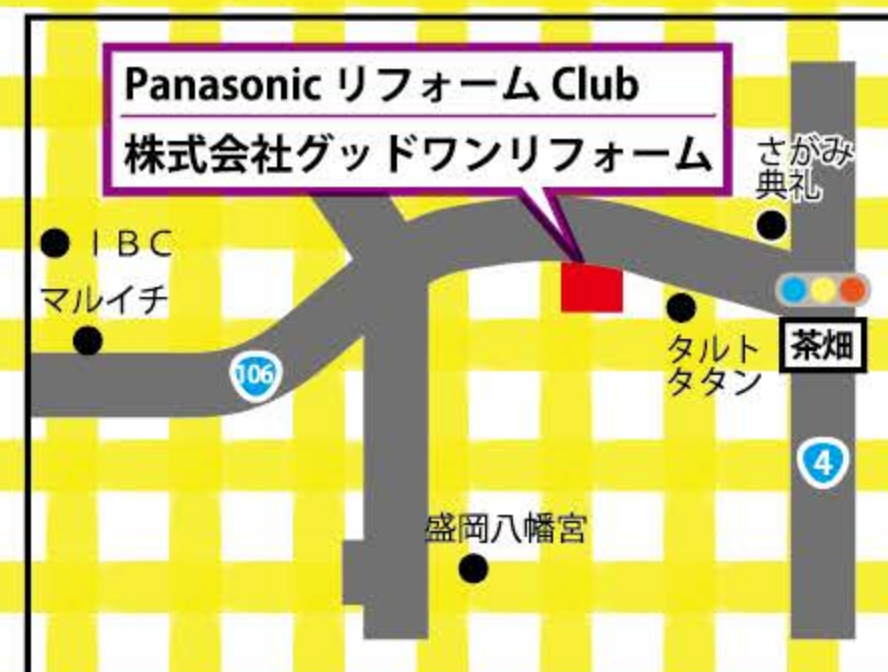 Panasonic リフォーム Club
株式会社グッドワンリフォーム
さがみ
典礼
ＩＢＣ
マルイチ
106
タルト
タタン
茶畑
4
盛岡八幡宮